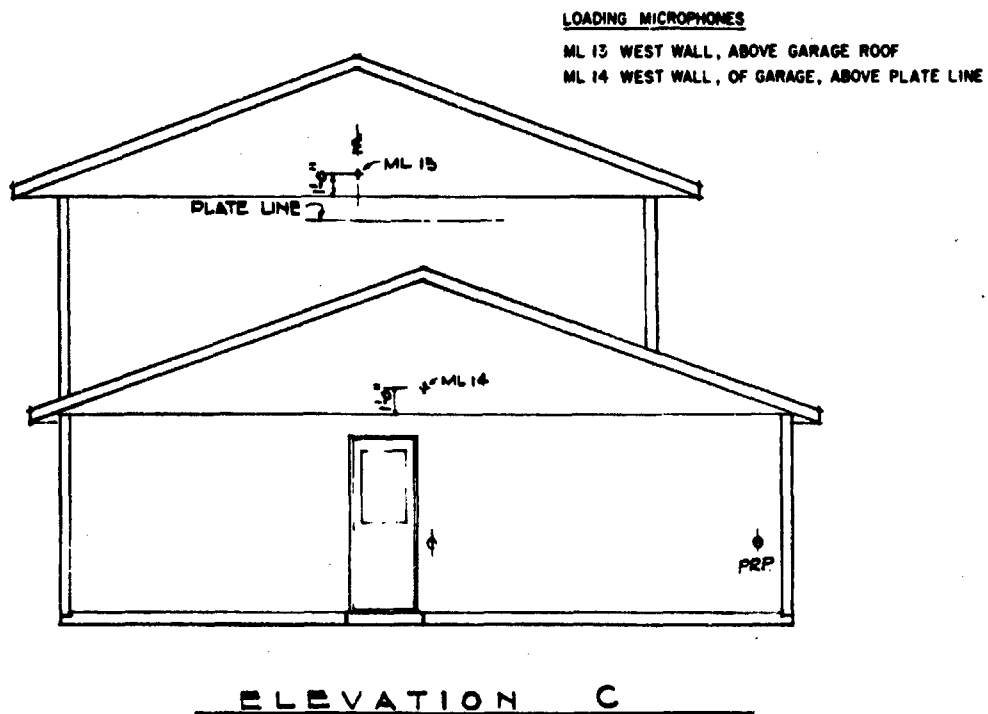 LOADING MICROPHONES
ML 13 WEST WALL, ABOVE GARAGE ROOF
ML 14 WEST WALL, OF GARAGE, ABOVE PLATE LINE
ML 13
PLATE LINE
ML 14
PRP
ELEVATION C